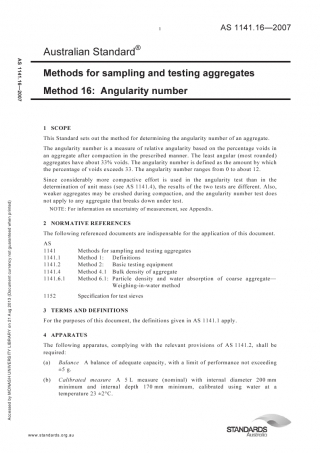 1
AS 1141.16—2007
Australian Standard®
Methods for sampling and testing aggregates
Method 16: Angularity number
1 SCOPE
This Standard sets out the method for determining the angularity number of an aggregate.
The angularity number is a measure of relative angularity based on the percentage voids in
an aggregate after compaction in the prescribed manner. The least angular (most rounded)
aggregates have about 33% voids. The angularity number is defined as the amount by which
the percentage of voids exceeds 33. The angularity number ranges from 0 to about 12.
Since considerably more compactive effort is used in the angularity test than in the
determination of unit mass (see AS 1141.4), the results of the two tests are different. Also,
weaker aggregates may be crushed during compaction, and the angularity number test does
not apply to any aggregate that breaks down under test.
NOTE: For information on uncertainty of measurement, see Appendix.
2 NORMATIVE REFERENCES
The following referenced documents are indispensable for the application of this document.
AS
1141 Methods for sampling and testing aggregates
1141.1 Method 1: Definitions
1141.2 Method 2: Basic testing equipment
1141.4 Method 4.1 Bulk density of aggregate
1141.6.1 Method 6.1: Particle density and water absorption of coarse aggregate—
Weighing-in-water method
1152 Specification for test sieves
3 TERMS AND DEFINITIONS
For the purposes of this document, the definitions given in AS 1141.1 apply.
4 APPARATUS
The following apparatus, complying with the relevant provisions of AS 1141.2, shall be
required:
(a) Balance A balance of adequate capacity, with a limit of performance not exceeding
±5 g.
(b) Calibrated measure A 5 L measure (nominal) with internal diameter 200 mm
minimum and internal depth 170 mm minimum, calibrated using water at a
temperature 23 ±2°C.
www.standards.org.au
STANDARDS
Australia
AS 1141.16—2007
Accessed by MONASH UNIVERSITY LIBRARY on 21 Aug 2012 (Document currency not guaranteed when printed)